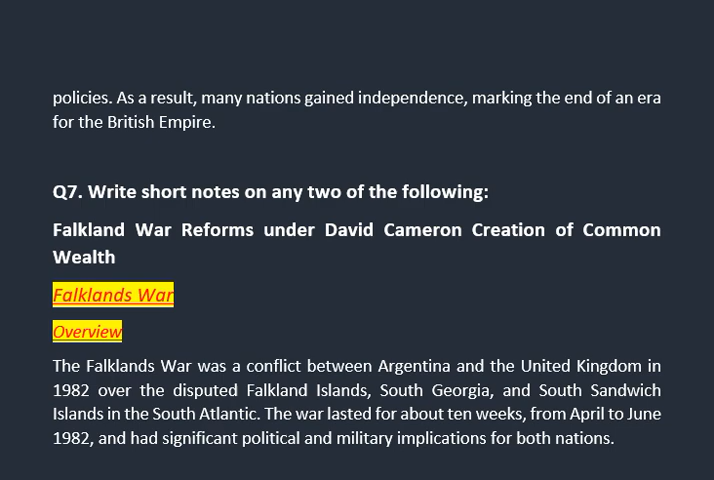 policies. As a result, many nations gained independence, marking the end of an era
for the British Empire.
Q7. Write short notes on any two of the following:
Falkland War Reforms under David Cameron Creation of Common
Wealth
Falklands War
Overview
The Falklands War was a conflict between Argentina and the United Kingdom in
1982 over the disputed Falkland Islands, South Georgia, and South Sandwich
Islands in the South Atlantic. The war lasted for about ten weeks, from April to June
1982, and had significant political and military implications for both nations.